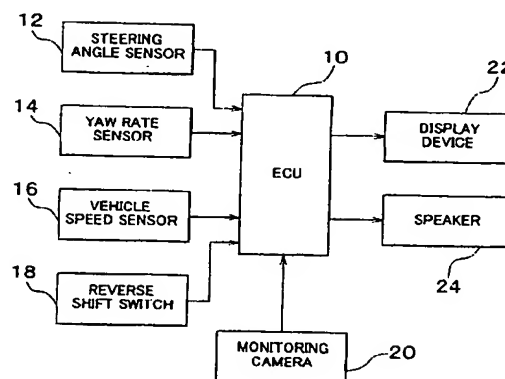 12
STEERING
ANGLE SENSOR
14
YAW RATE
SENSOR
16
VEHICLE
SPEED SENSOR
18
REVERSE
SHIFT SWITCH
10
ECU
MONITORING
CAMERA
20
22
DISPLAY
DEVICE
SPEAKER
24